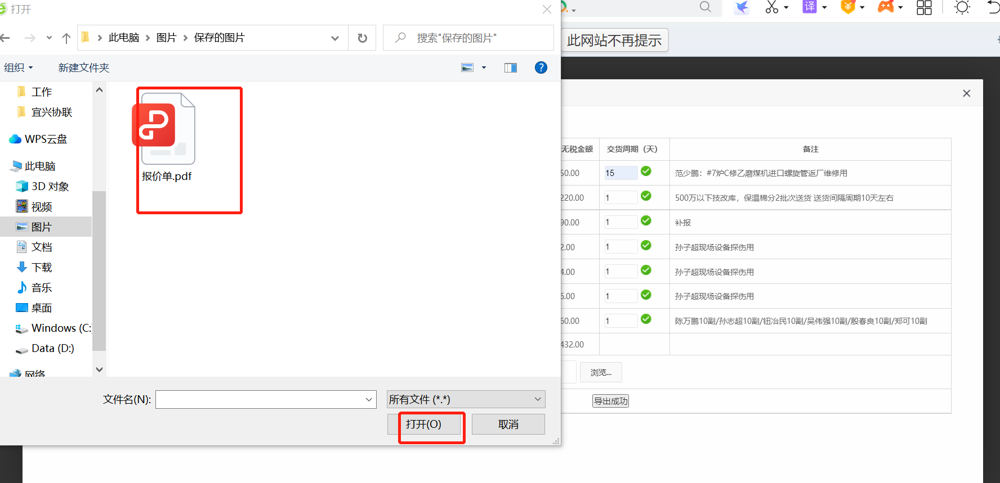 打开
此电脑 图片 保存的图片
搜索"保存的图片"
译
此网站不再提示
组织
新建文件夹
?
工作
宜兴协联
WPS云盘
此电脑
3D 对象
视频
图片
文档
下载
音乐
桌面
Windows (C:
Data (D:)
网络
报价单.pdf
文件名(N):
所有文件 (*.*)
打开(O)
取消
无税金额 交货周期（天） 备注
50.00 15 范少鹏：#7炉C修乙磨煤机进口螺旋管返厂维修用
220.00 1 500万以下技改库，保温棉分2批次送货 送货间隔周期10天左右
90.00 1 补报
2.00 1 孙子超现场设备探伤用
4.00 1 孙子超现场设备探伤用
6.00 1 孙子超现场设备探伤用
60.00 1 陈万鹏10副/孙志超10副/钮冶民10副/吴伟强10副/殷春良10副/郑可10副
432.00
浏览...
导出成功